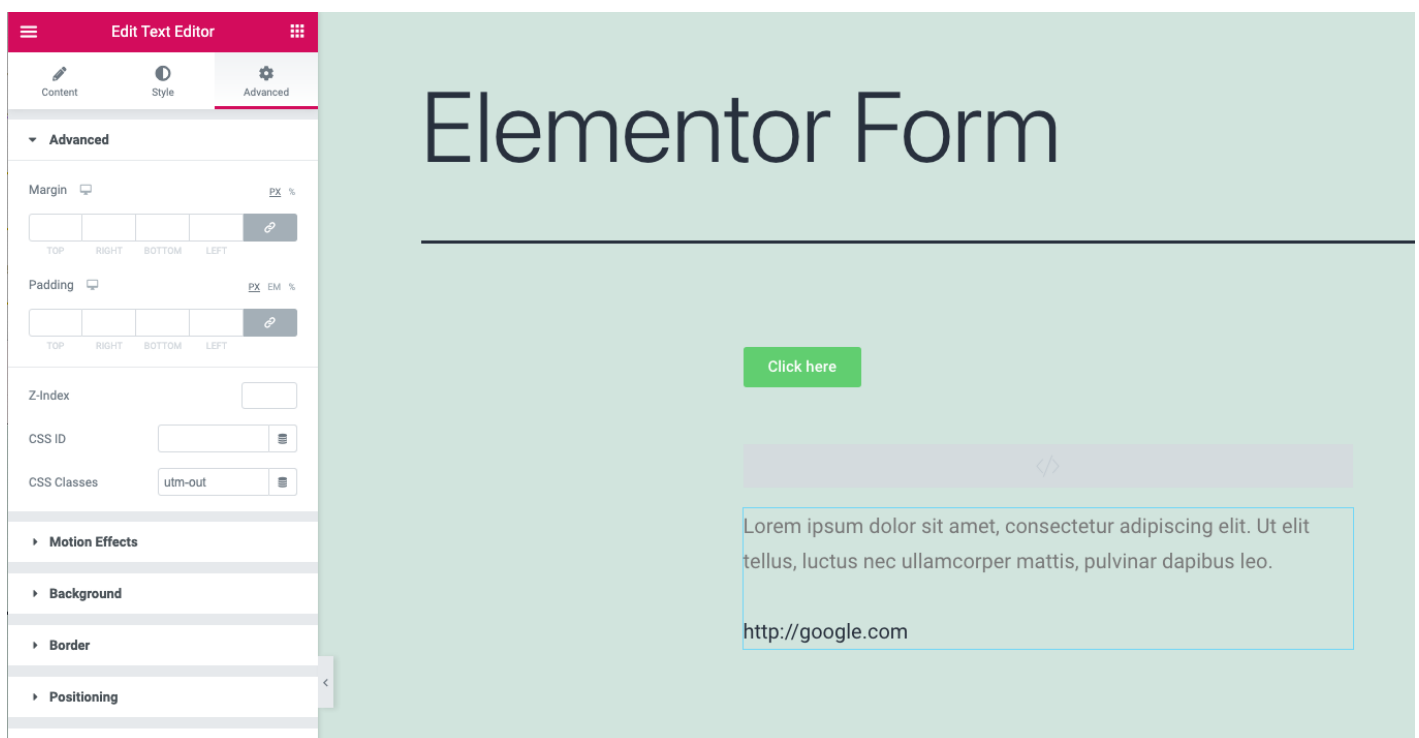 Edit Text Editor
Content
Style
Advanced
Advanced
Margin
PX %
TOP RIGHT BOTTOM LEFT
Padding
PX EM %
TOP RIGHT BOTTOM LEFT
Z-Index
CSS ID
CSS Classes
utm-out
Motion Effects
Background
Border
Positioning
Elementor Form
Click here
</>
Lorem ipsum dolor sit amet, consectetur adipiscing elit. Ut elit
tellus, luctus nec ullamcorper mattis, pulvinar dapibus leo.
http://google.com